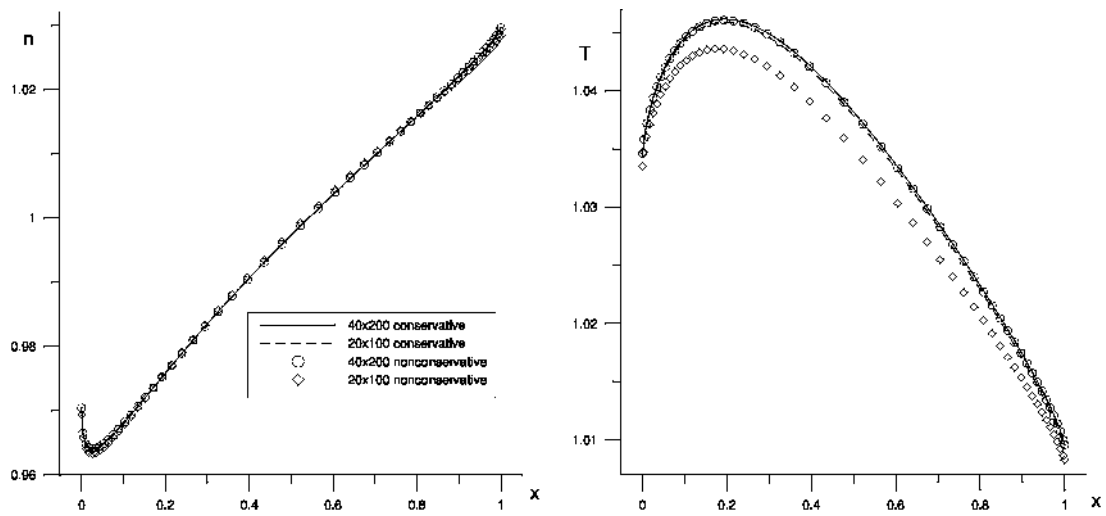 n
1.02
1
0.98
0.96
0
0.2
0.4
0.6
0.8
1
x
40x200 conservative
20x100 conservative
40x200 nonconservative
20x100 nonconservative
T
1.04
1.03
1.02
1.01
0
0.2
0.4
0.6
0.8
1
x